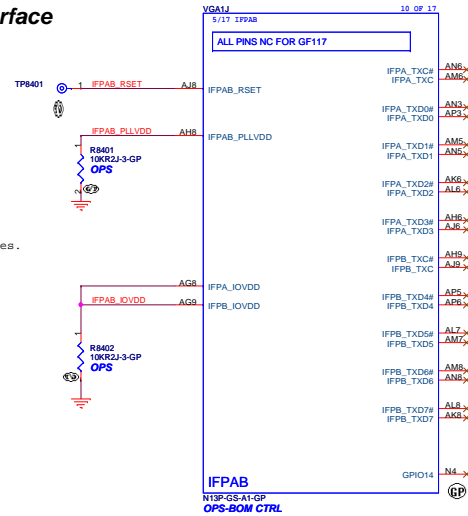 rface
VGA1J
10 OF 17
5/17 IFPAB
ALL PINS NC FOR GF117
TP8401
1
IFPAB_RSET
AJ8
IFPAB_RSET
IFPAB_PLLVDD
AH8
IFPAB_PLLVDD
1
R8401
10KR2J-3-GP
OPS
2
es.
AG8
IFPA_IOVDD
IFPAB_IOVDD
AG9
IFPB_IOVDD
1
R8402
10KR2J-3-GP
OPS
IFPA_TXC#
AN6
IFPA_TXC
AM6
IFPA_TXD0#
AN3
IFPA_TXD0
AP3
IFPA_TXD1#
AM5
IFPA_TXD1
AN5
IFPA_TXD2#
AK6
IFPA_TXD2
AL6
IFPA_TXD3#
AH6
IFPA_TXD3
AJ6
IFPB_TXC#
AH9
IFPB_TXC
AJ9
IFPB_TXD4#
AP5
IFPB_TXD4
AP6
IFPB_TXD5#
AL7
IFPB_TXD5
AM7
IFPB_TXD6#
AM8
IFPB_TXD6
AN8
IFPB_TXD7#
AL8
IFPB_TXD7
AK8
GPIO14
N4
GP
IFPAB
N13P-GS-A1-GP
OPS-BOM CTRL